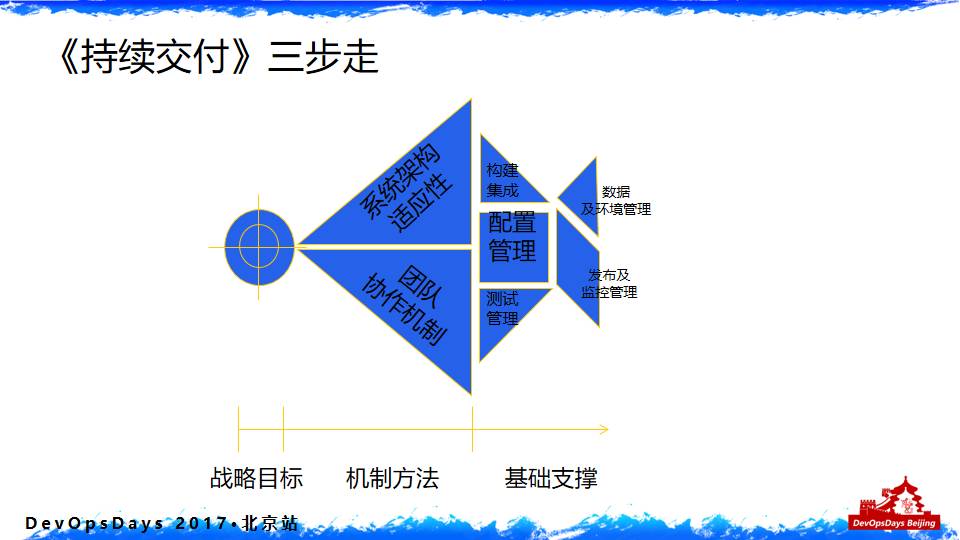 《持续交付》三步走
系统架构
适应性
团队
协作机制
构建
集成
配置
管理
测试
管理
数据
及环境管理
发布及
监控管理
战略目标
机制方法
基础支撑
DevOpsDays 2017•北京站
DevOpsDays Beijing